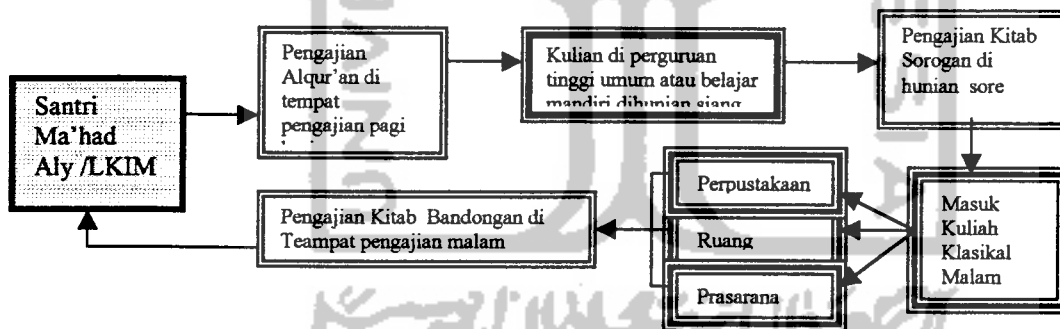 Santri
Ma'had
Aly /LKIM
Pengajian
Alqur'an di
tempat
pengajian pagi
Kulian di perguruan
tinggi umum atau belajar
mandiri dihunian siang
Pengajian Kitab
Sorogan di
hunian sore
Masuk
Kuliah
Klasikal
Malam
Perpustakaan
Ruang
Prasarana
Pengajian Kitab Bandongan di
Teampat pengajian malam